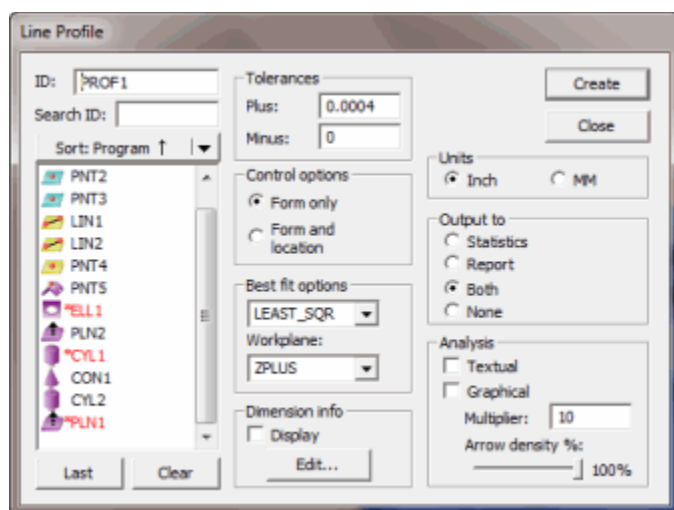 Line Profile
ID: PROF1
Search ID:
Sort: Program ↑
PNT2
PNT3
LIN1
LIN2
PNT4
PNT5
*ELL1
PLN2
*CYL1
CON1
CYL2
*PLN1
Last
Clear
Tolerances
Plus: 0.0004
Minus: 0
Control options
Form only
Form and
location
Best fit options
LEAST_SQR
Workplane:
ZPLUS
Dimension info
Display
Edit...
Create
Close
Units
Inch
MM
Output to
Statistics
Report
Both
None
Analysis
Textual
Graphical
Multiplier: 10
Arrow density %:
100%